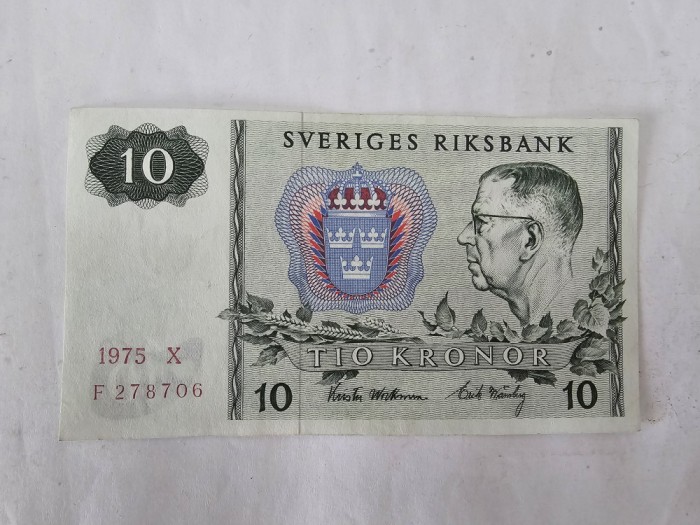 SVERIGES RIKSBANK
10
1975 X
F 278706
TIO KRONOR
10
10